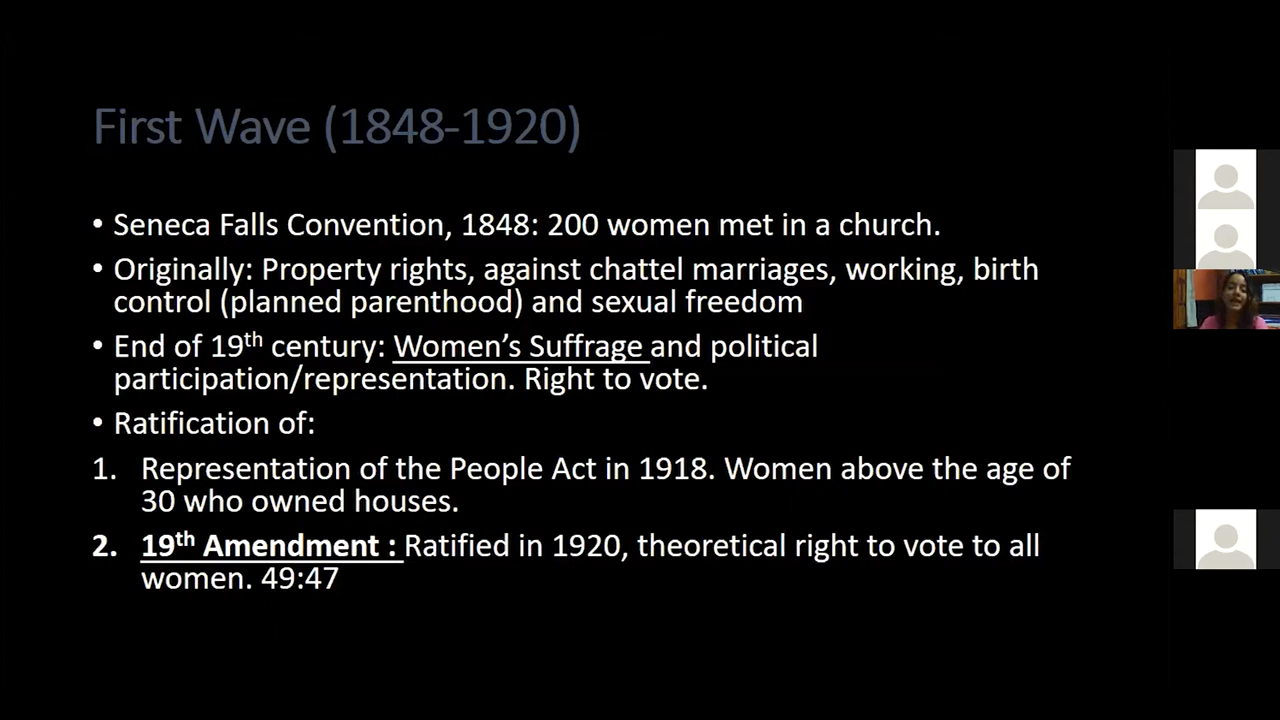 First Wave (1848-1920)
• Seneca Falls Convention, 1848: 200 women met in a church.
• Originally: Property rights, against chattel marriages, working, birth
control (planned parenthood) and sexual freedom
• End of 19th century: Women's Suffrage and political
participation/representation. Right to vote.
• Ratification of:
1. Representation of the People Act in 1918. Women above the age of
30 who owned houses.
2. 19th Amendment : Ratified in 1920, theoretical right to vote to all
women. 49:47